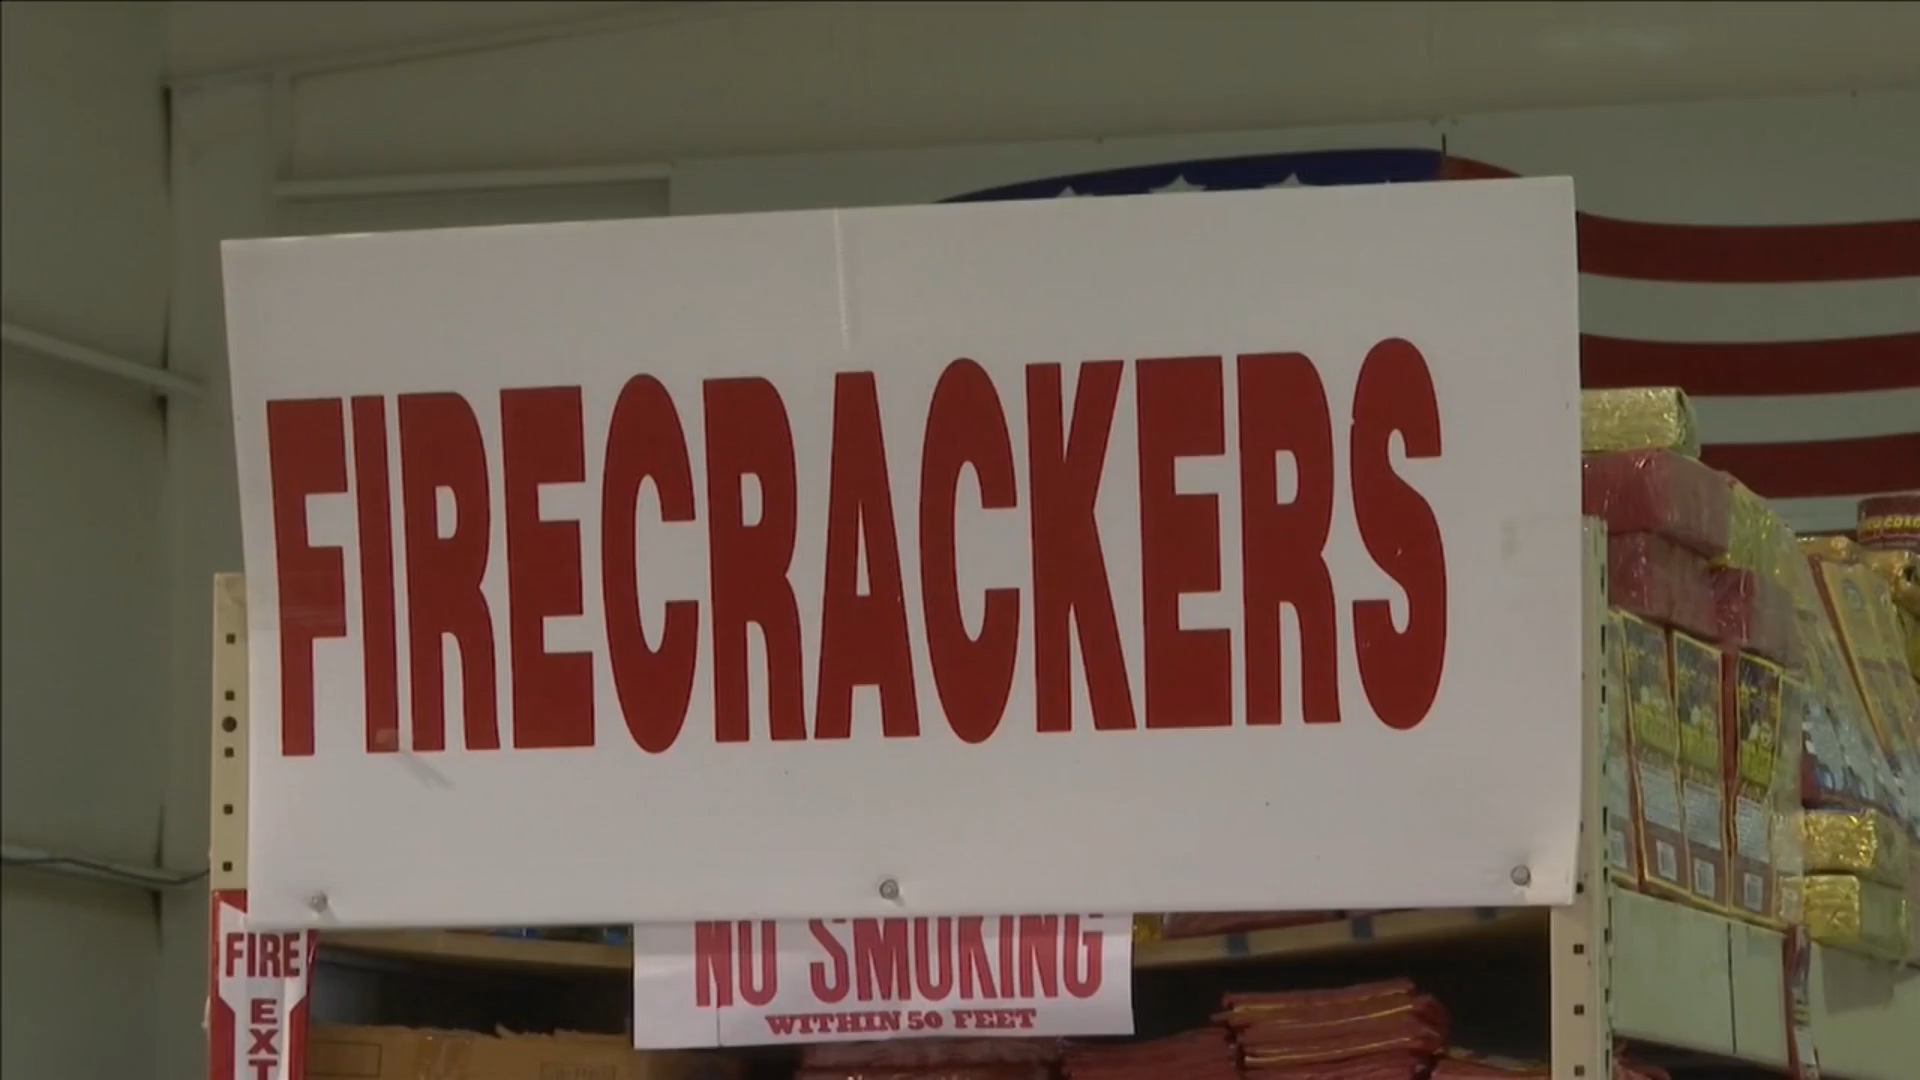 FIRECRACKERS
NO SMOKING
WITHIN 50 FEET
FIRE
EXT